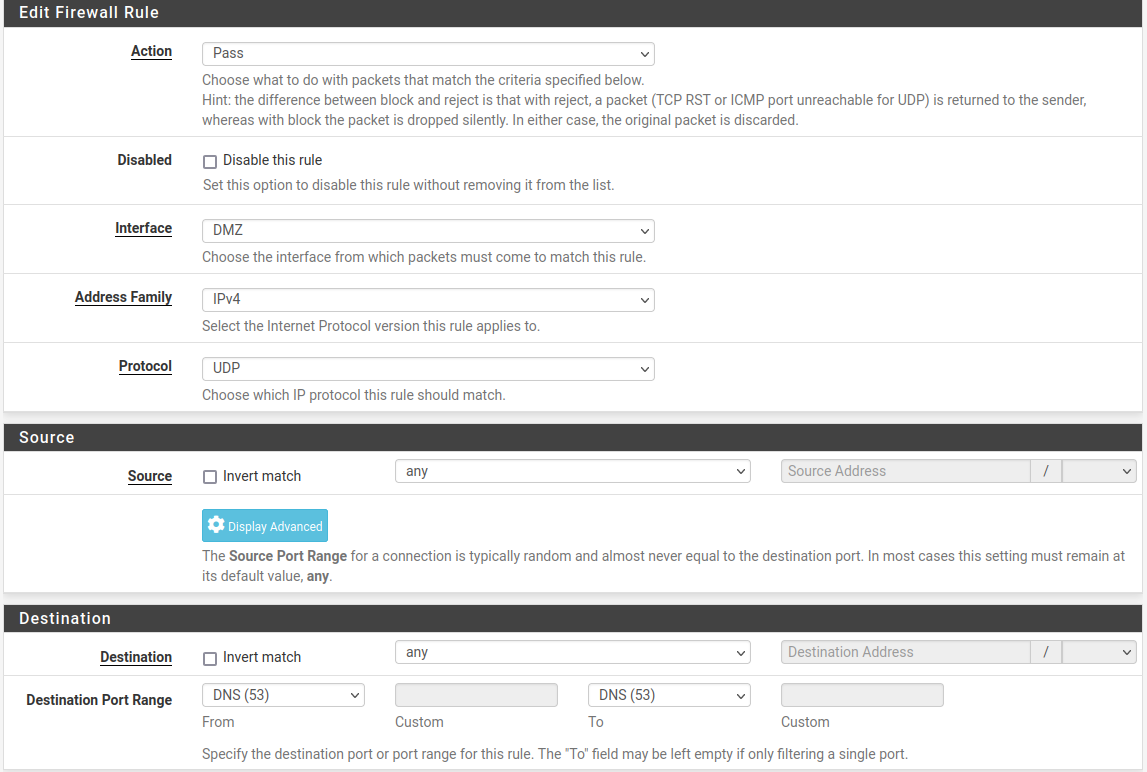 Edit Firewall Rule
Action
Pass
Choose what to do with packets that match the criteria specified below.
Hint: the difference between block and reject is that with reject, a packet (TCP RST or ICMP port unreachable for UDP) is returned to the sender,
whereas with block the packet is dropped silently. In either case, the original packet is discarded.
Disabled
Disable this rule
Set this option to disable this rule without removing it from the list.
Interface
DMZ
Choose the interface from which packets must come to match this rule.
Address Family
IPv4
Select the Internet Protocol version this rule applies to.
Protocol
UDP
Choose which IP protocol this rule should match.
Source
Source
Invert match
any
Source Address
/
Display Advanced
The Source Port Range for a connection is typically random and almost never equal to the destination port. In most cases this setting must remain at
its default value, any.
Destination
Destination
Invert match
any
Destination Address
/
Destination Port Range
DNS (53)
DNS (53)
From
Custom
To
Custom
Specify the destination port or port range for this rule. The "To" field may be left empty if only filtering a single port.